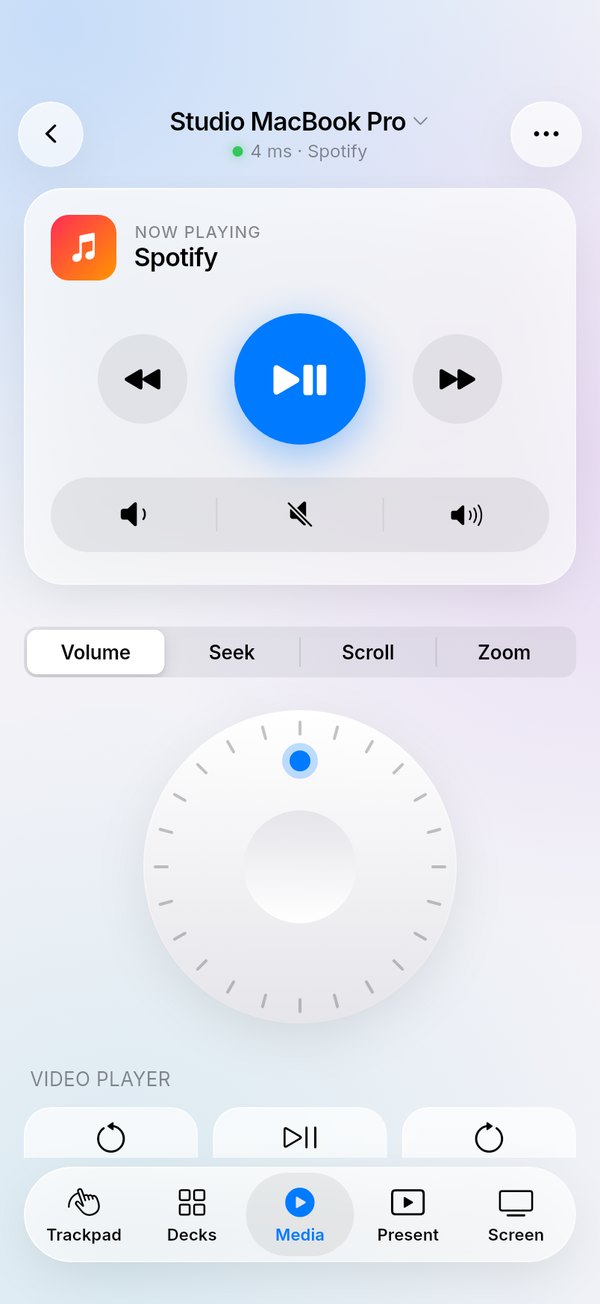 Studio MacBook Pro
4 ms · Spotify
NOW PLAYING
Spotify
Volume
Seek
Scroll
Zoom
VIDEO PLAYER
Trackpad
Decks
Media
Present
Screen